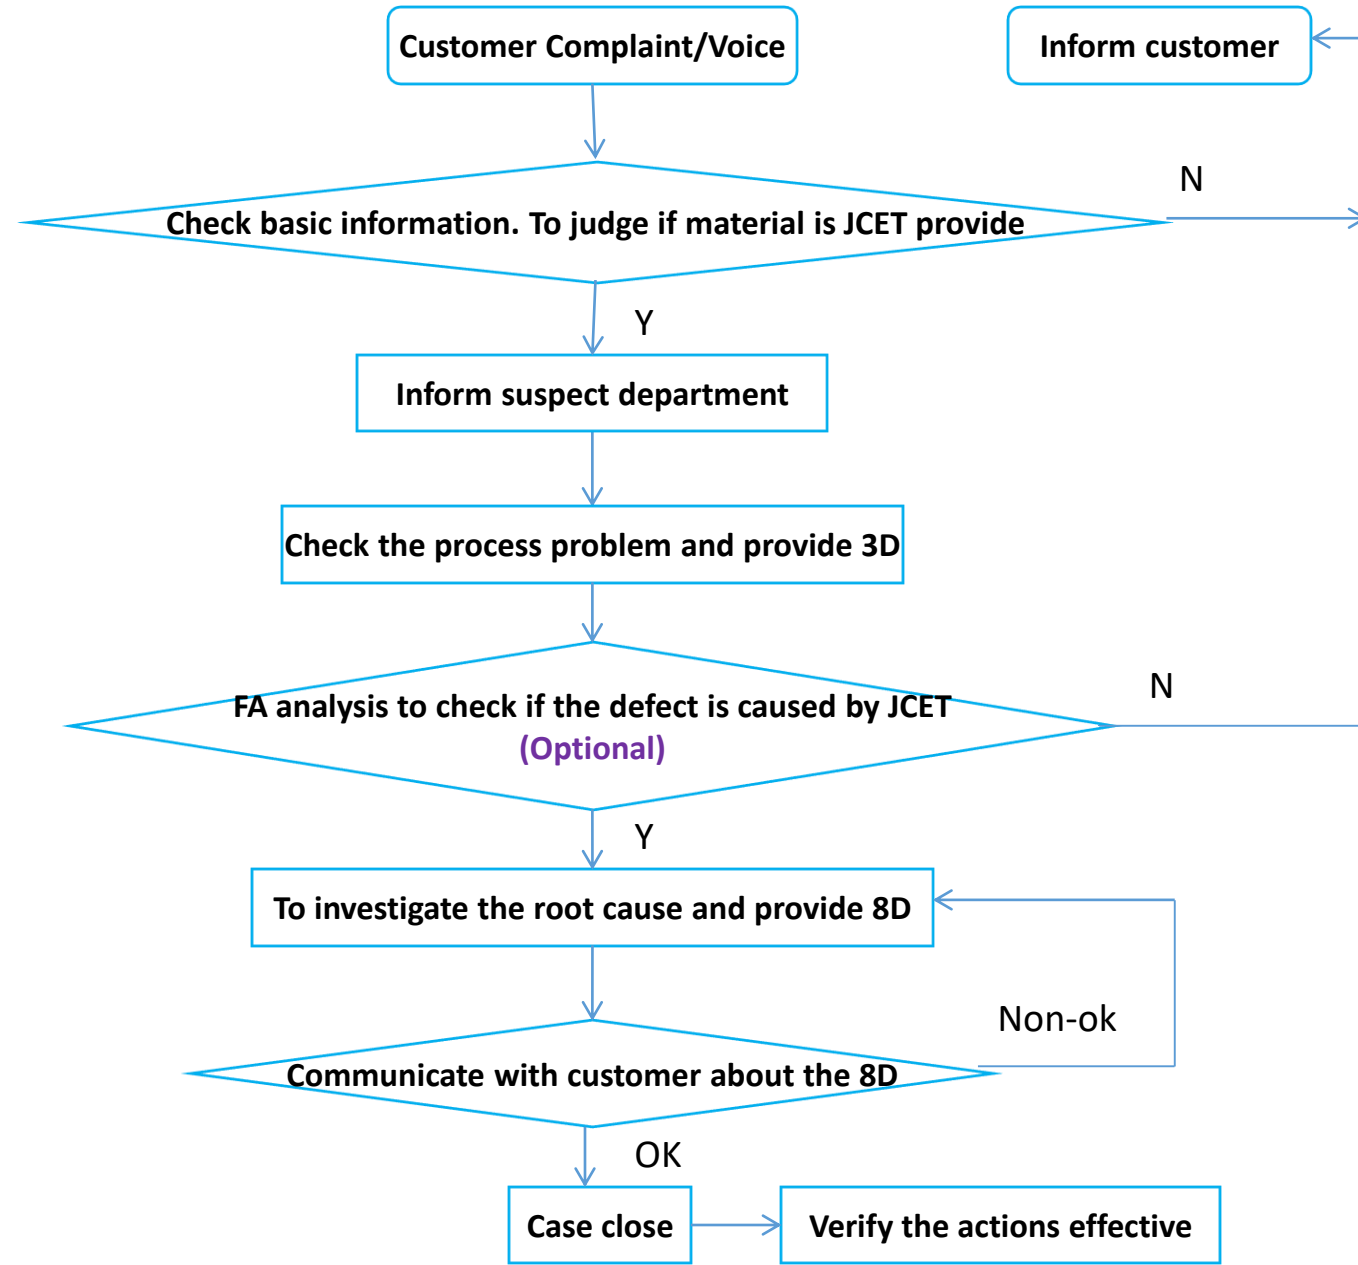 Customer Complaint/Voice
Inform customer
N
Check basic information. To judge if material is JCET provide
Y
Inform suspect department
Check the process problem and provide 3D
N
FA analysis to check if the defect is caused by JCET
(Optional)
Y
To investigate the root cause and provide 8D
Non-ok
Communicate with customer about the 8D
OK
Case close
Verify the actions effective